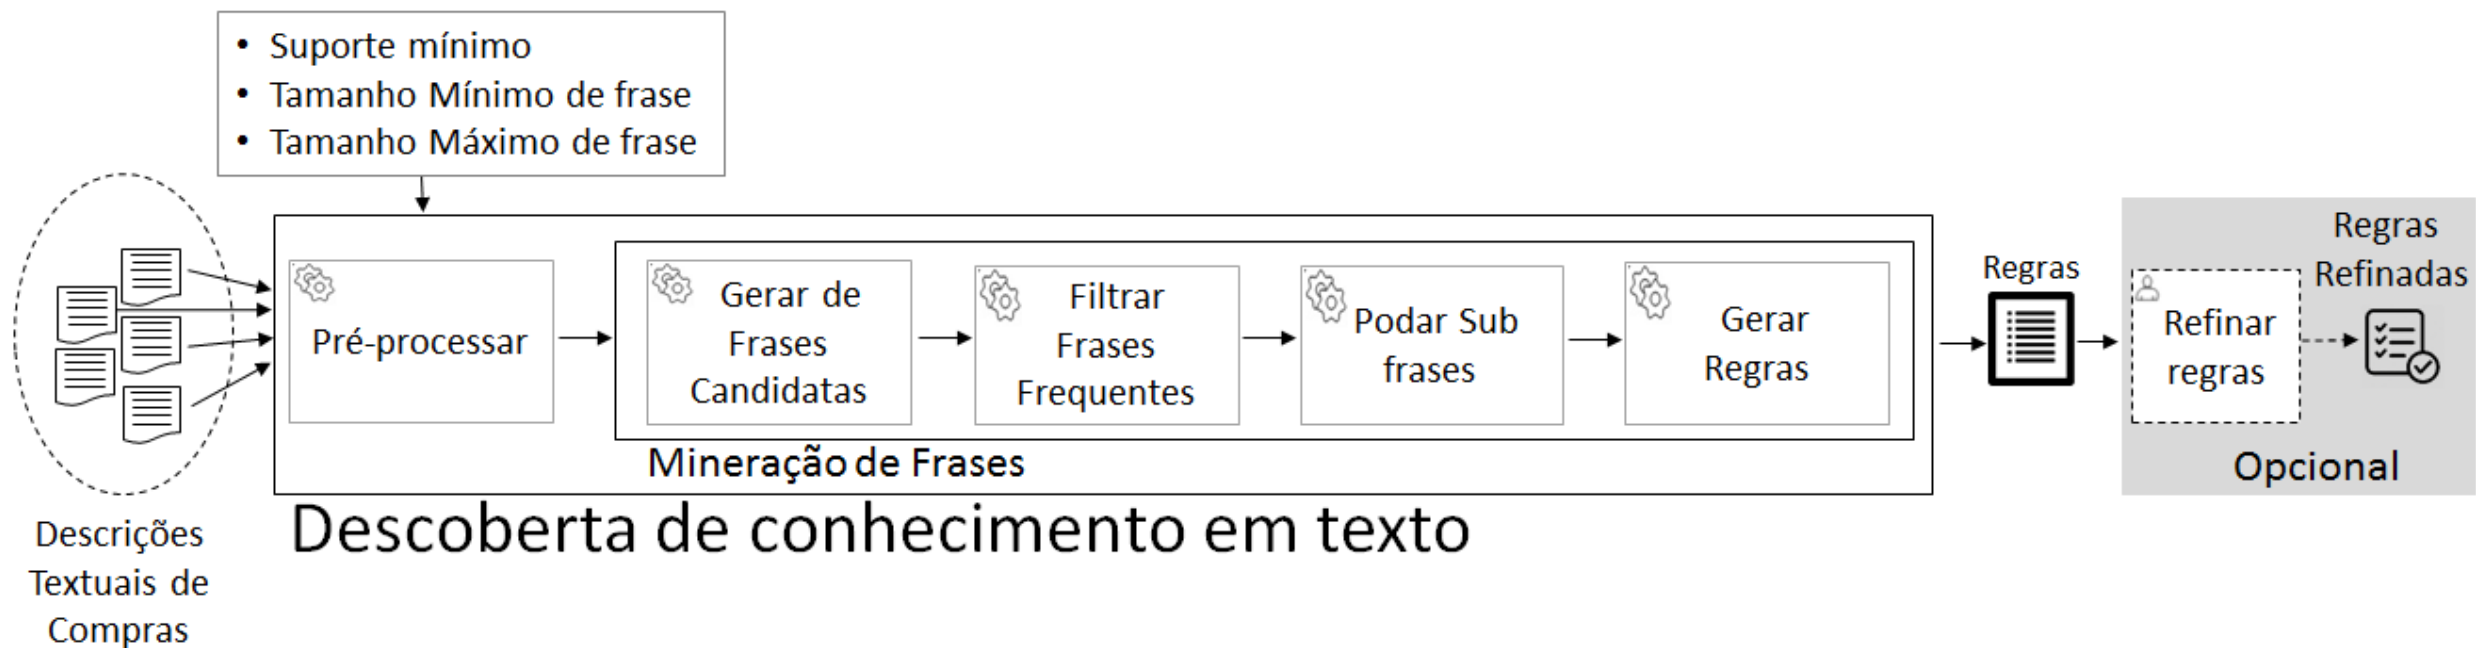 • Suporte mínimo
• Tamanho Mínimo de frase
• Tamanho Máximo de frase
Descrições
Textuais de
Compras
Pré-processar
Gerar de
Frases
Candidatas
Filtrar
Frases
Frequentes
Podar Sub
frases
Gerar
Regras
Mineração de Frases
Descoberta de conhecimento em texto
Regras
Refinar
regras
Regras
Refinadas
Opcional